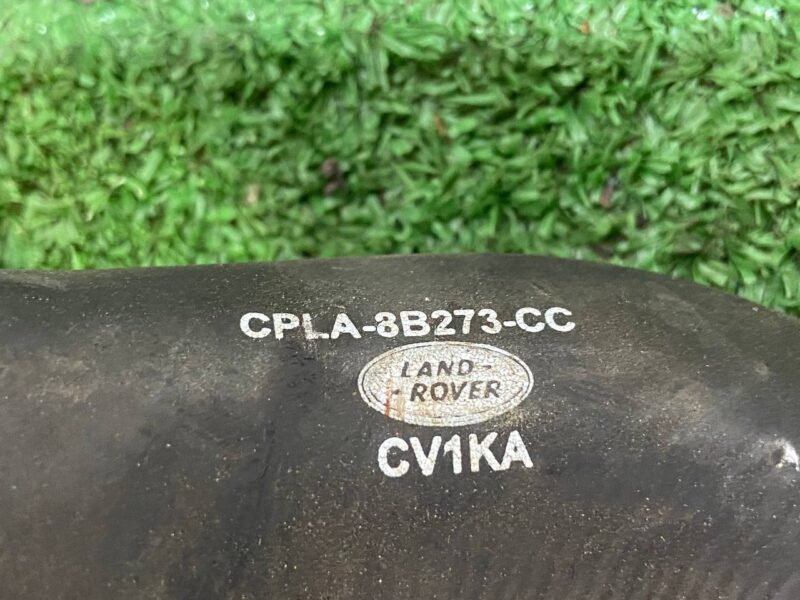 CPLA-8B273-CC
LAND-
-ROVER
CV1KA